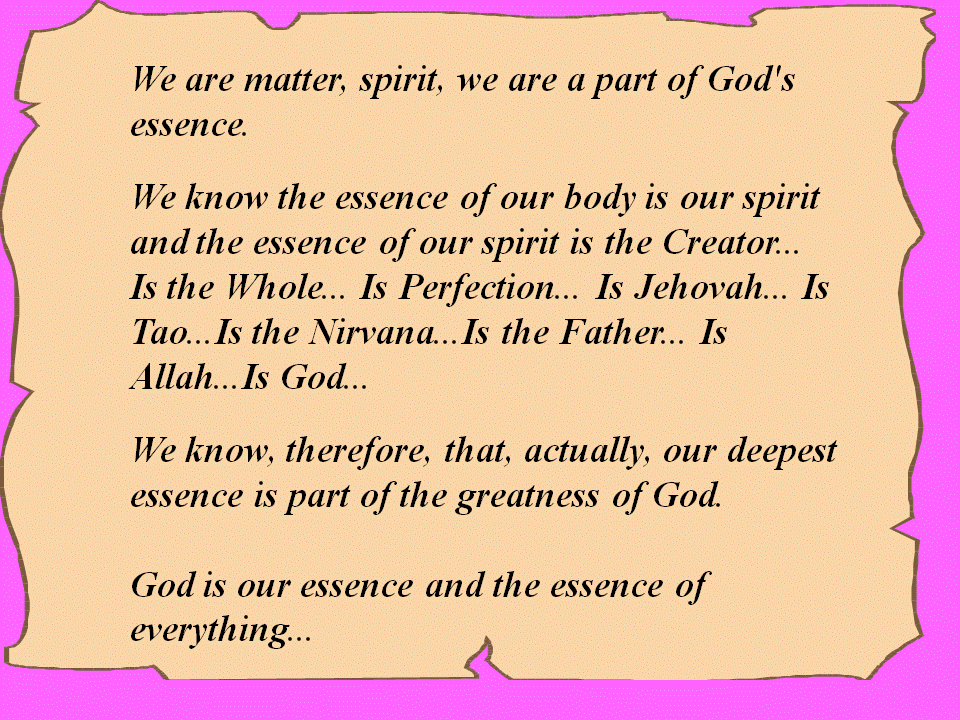 We are matter, spirit, we are a part of God's
essence.
We know the essence of our body is our spirit
and the essence of our spirit is the Creator...
Is the Whole... Is Perfection... Is Jehovah... Is
Tao...Is the Nirvana...Is the Father... Is
Allah...Is God...
We know, therefore, that, actually, our deepest
essence is part of the greatness of God.
God is our essence and the essence of
everything...